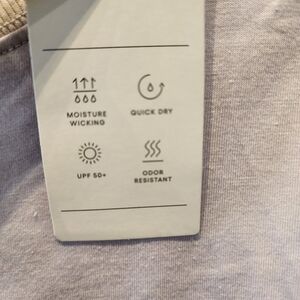 MOISTURE
WICKING
QUICK DRY
UPF 50+
ODOR
RESISTANT